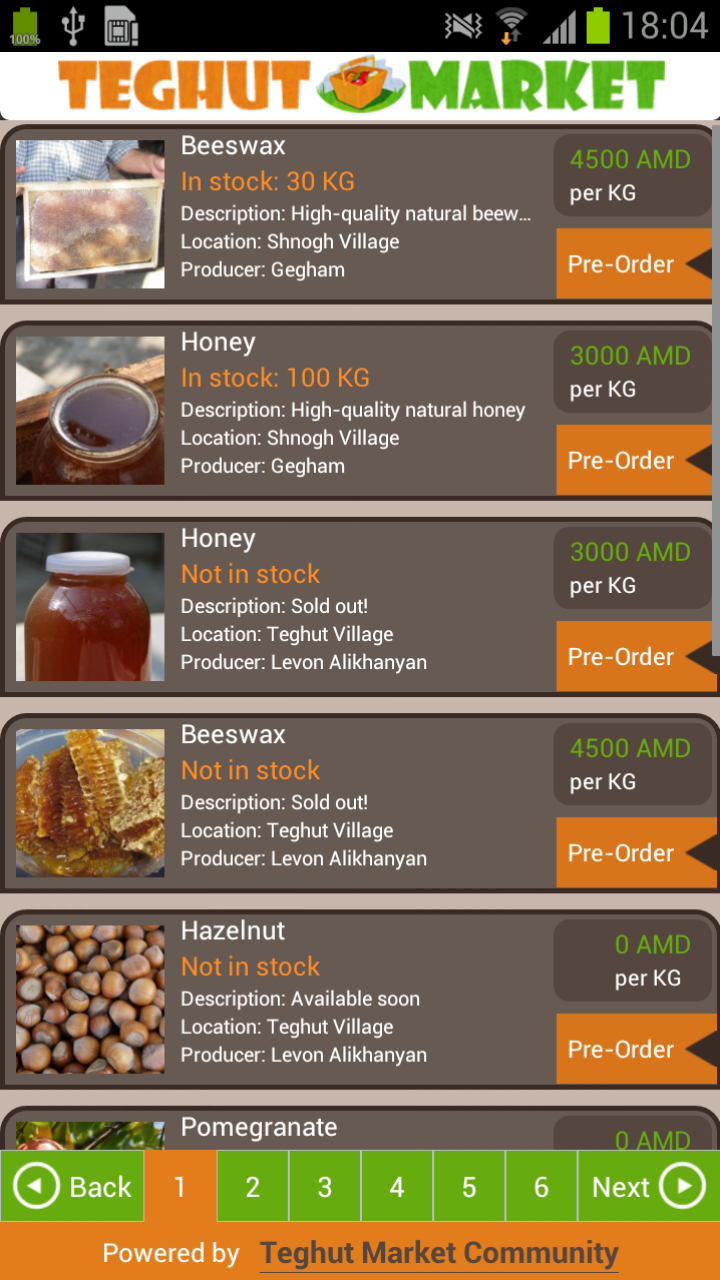 100%
18:04
TEGHUT MARKET
Beeswax
In stock: 30 KG
Description: High-quality natural beew...
Location: Shnogh Village
Producer: Gegham
4500 AMD
per KG
Pre-Order
Honey
In stock: 100 KG
Description: High-quality natural honey
Location: Shnogh Village
Producer: Gegham
3000 AMD
per KG
Pre-Order
Honey
Not in stock
Description: Sold out!
Location: Teghut Village
Producer: Levon Alikhanyan
3000 AMD
per KG
Pre-Order
Beeswax
Not in stock
Description: Sold out!
Location: Teghut Village
Producer: Levon Alikhanyan
4500 AMD
per KG
Pre-Order
Hazelnut
Not in stock
Description: Available soon
Location: Teghut Village
Producer: Levon Alikhanyan
0 AMD
per KG
Pre-Order
Pomegranate
0 AMD
Back 1 2 3 4 5 6 Next
Powered by Teghut Market Community